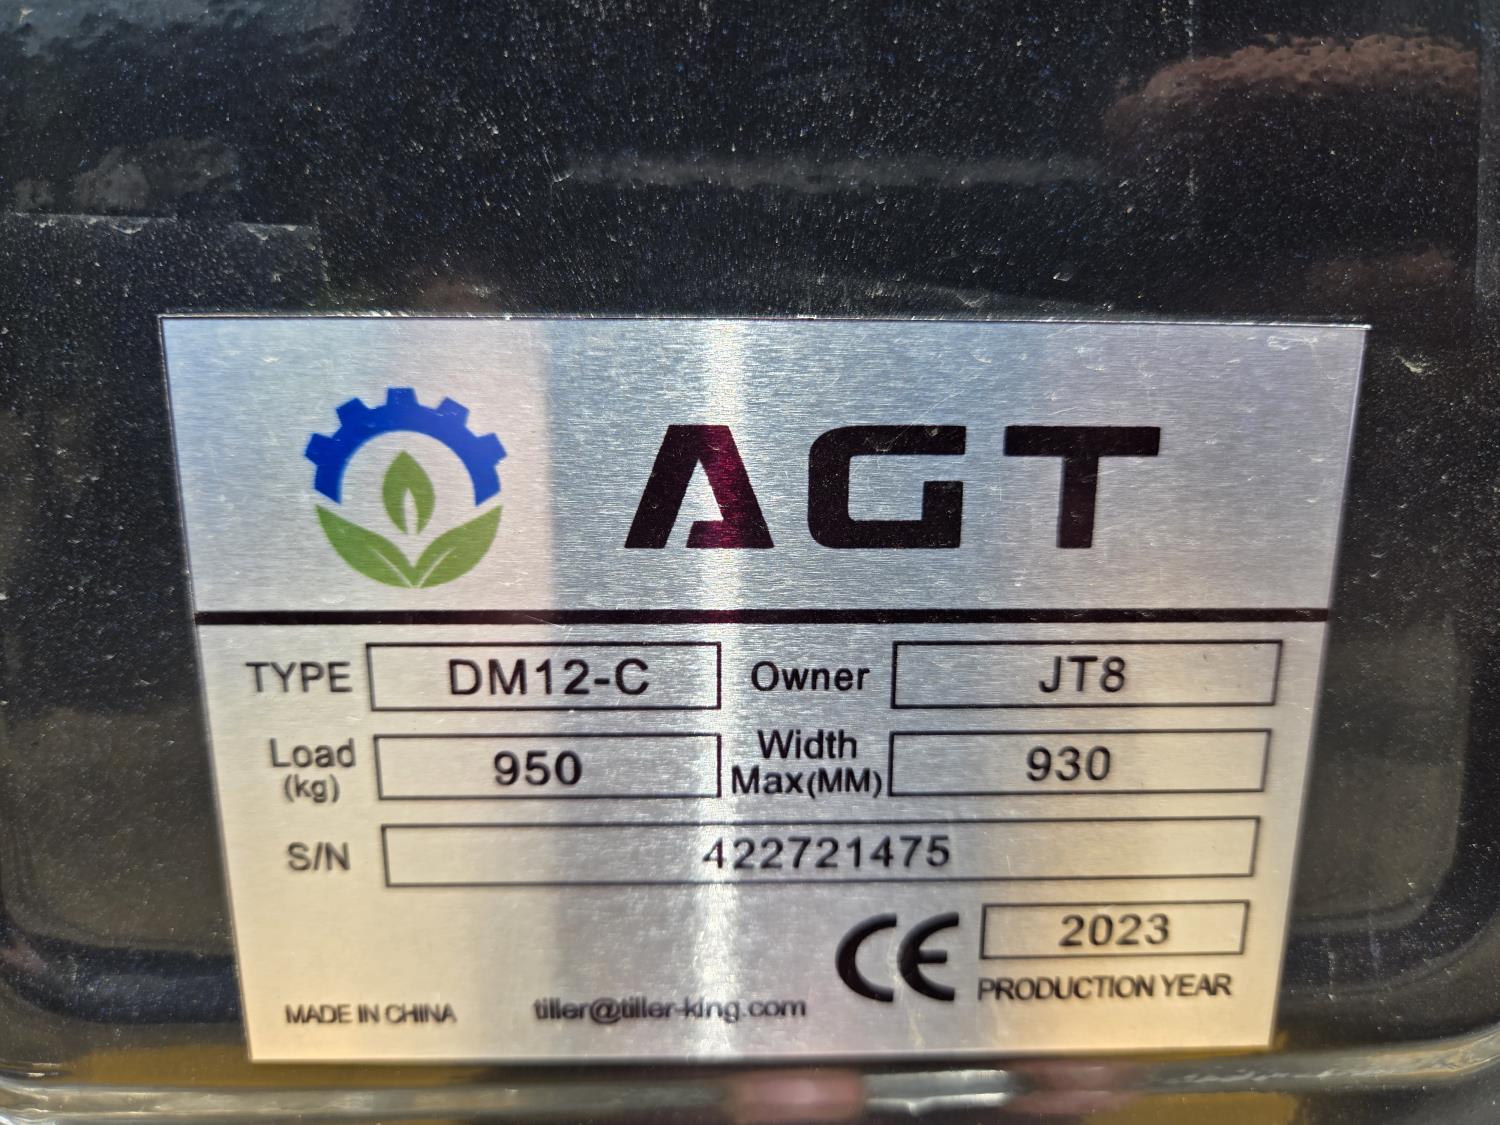 AGT
TYPE DM12-C Owner JT8
Load (kg) 950 Width Max(MM) 930
S/N 422721475
CE 2023
PRODUCTION YEAR
MADE IN CHINA tiller@tiller-king.com